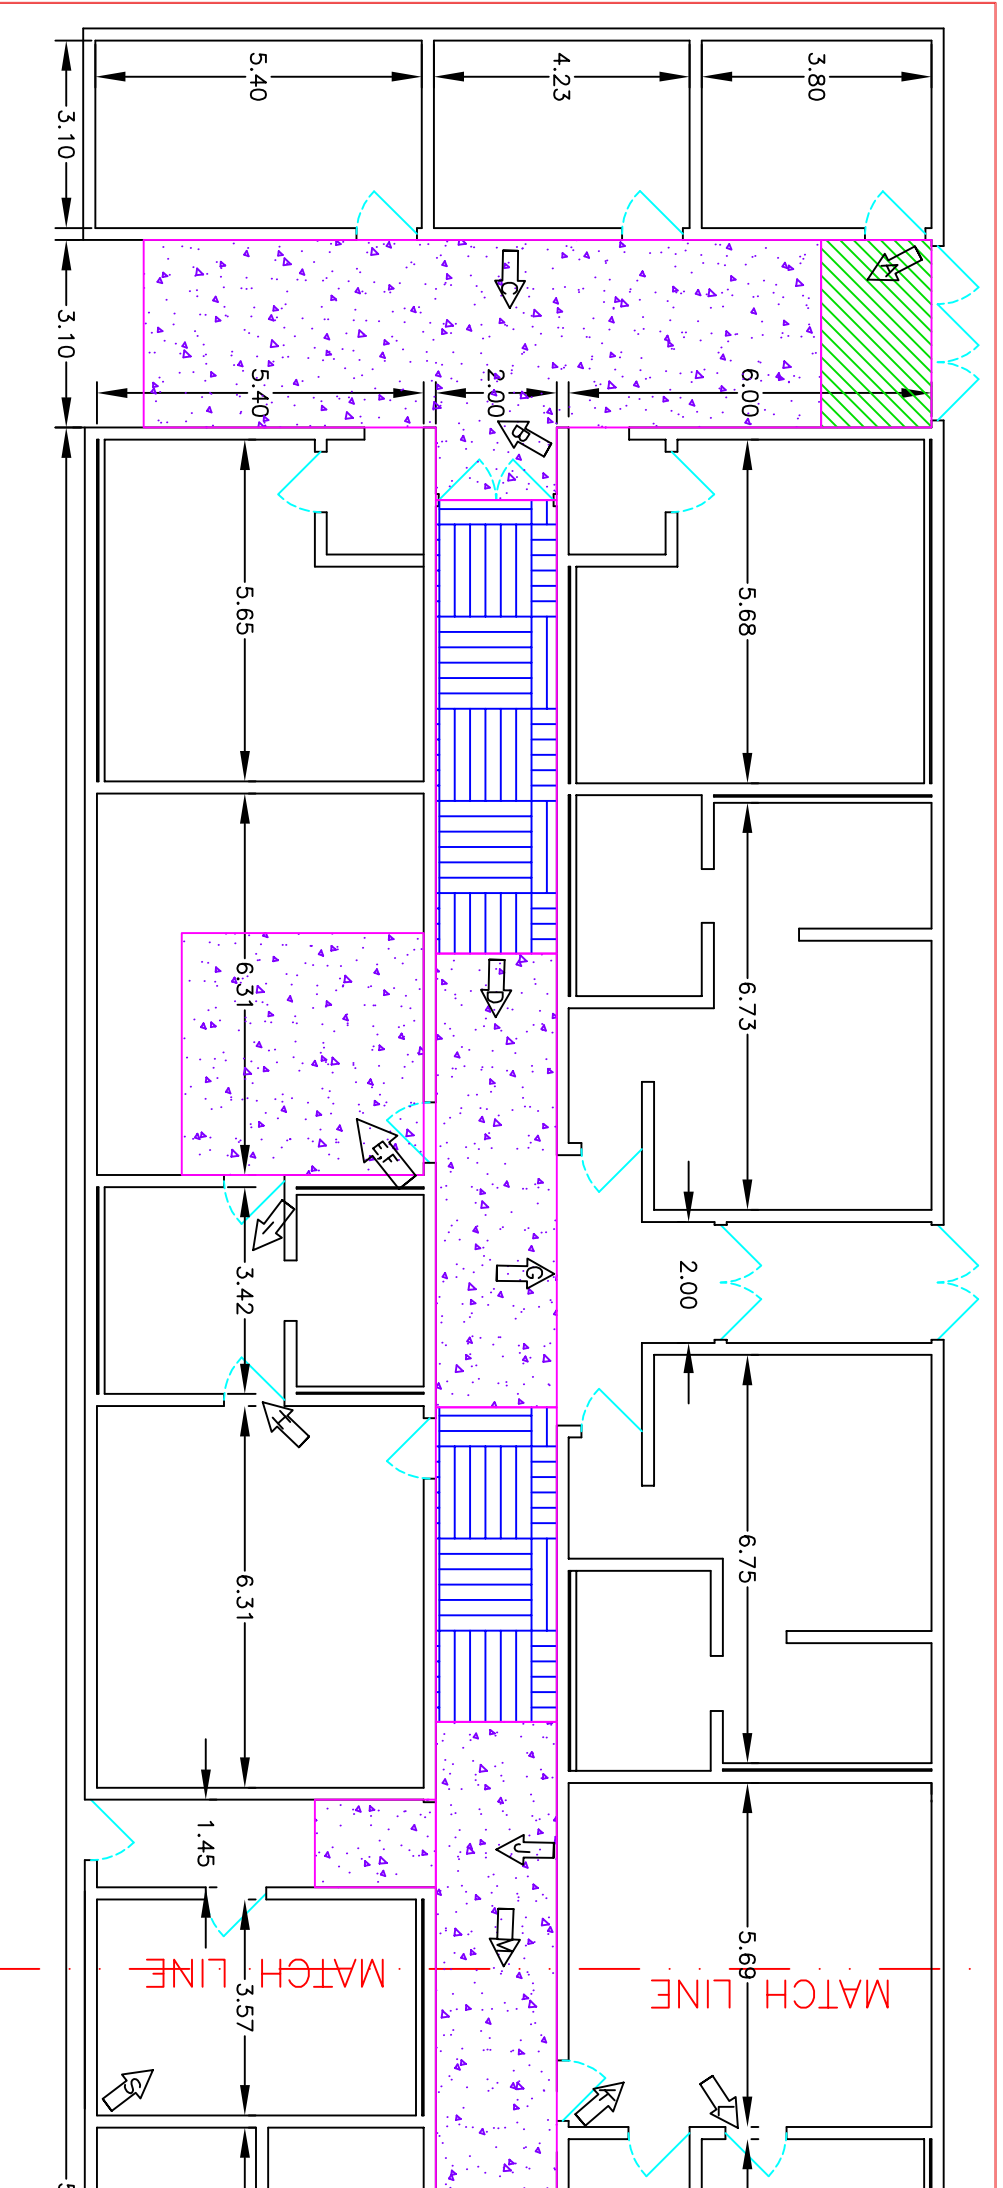 5.40
4.23
3.80
3.10
A
C
3.10
5.40
2.00
6.00
B
5.65
5.68
6.31
D
6.73
E,F
I
3.42
G
2.00
H
6.31
6.75
1.45
J
M
5.69
MATCH LINE
MATCH LINE
3.57
S
K
L